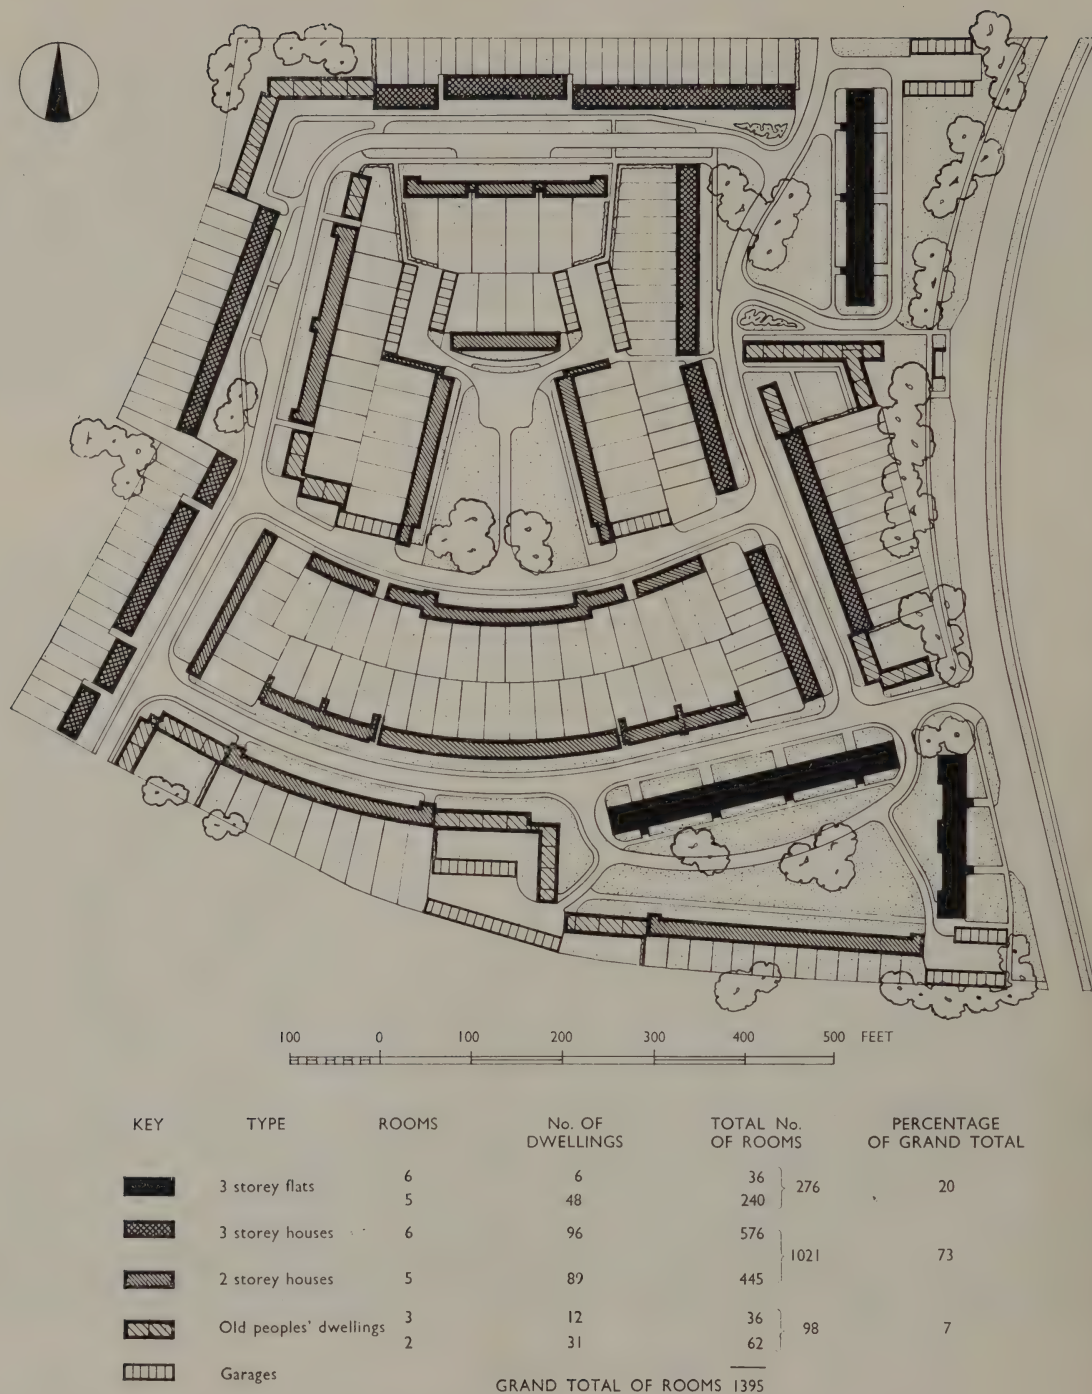 100 0 100 200 300 400 500 FEET
KEY TYPE ROOMS No. OF DWELLINGS TOTAL No. OF ROOMS PERCENTAGE OF GRAND TOTAL
3 storey flats 6 6 36 276 20
5 48 240
3 storey houses 6 96 576
1021 73
2 storey houses 5 89 445
Old peoples' dwellings 3 12 36 98 7
2 31 62
Garages
GRAND TOTAL OF ROOMS 1395